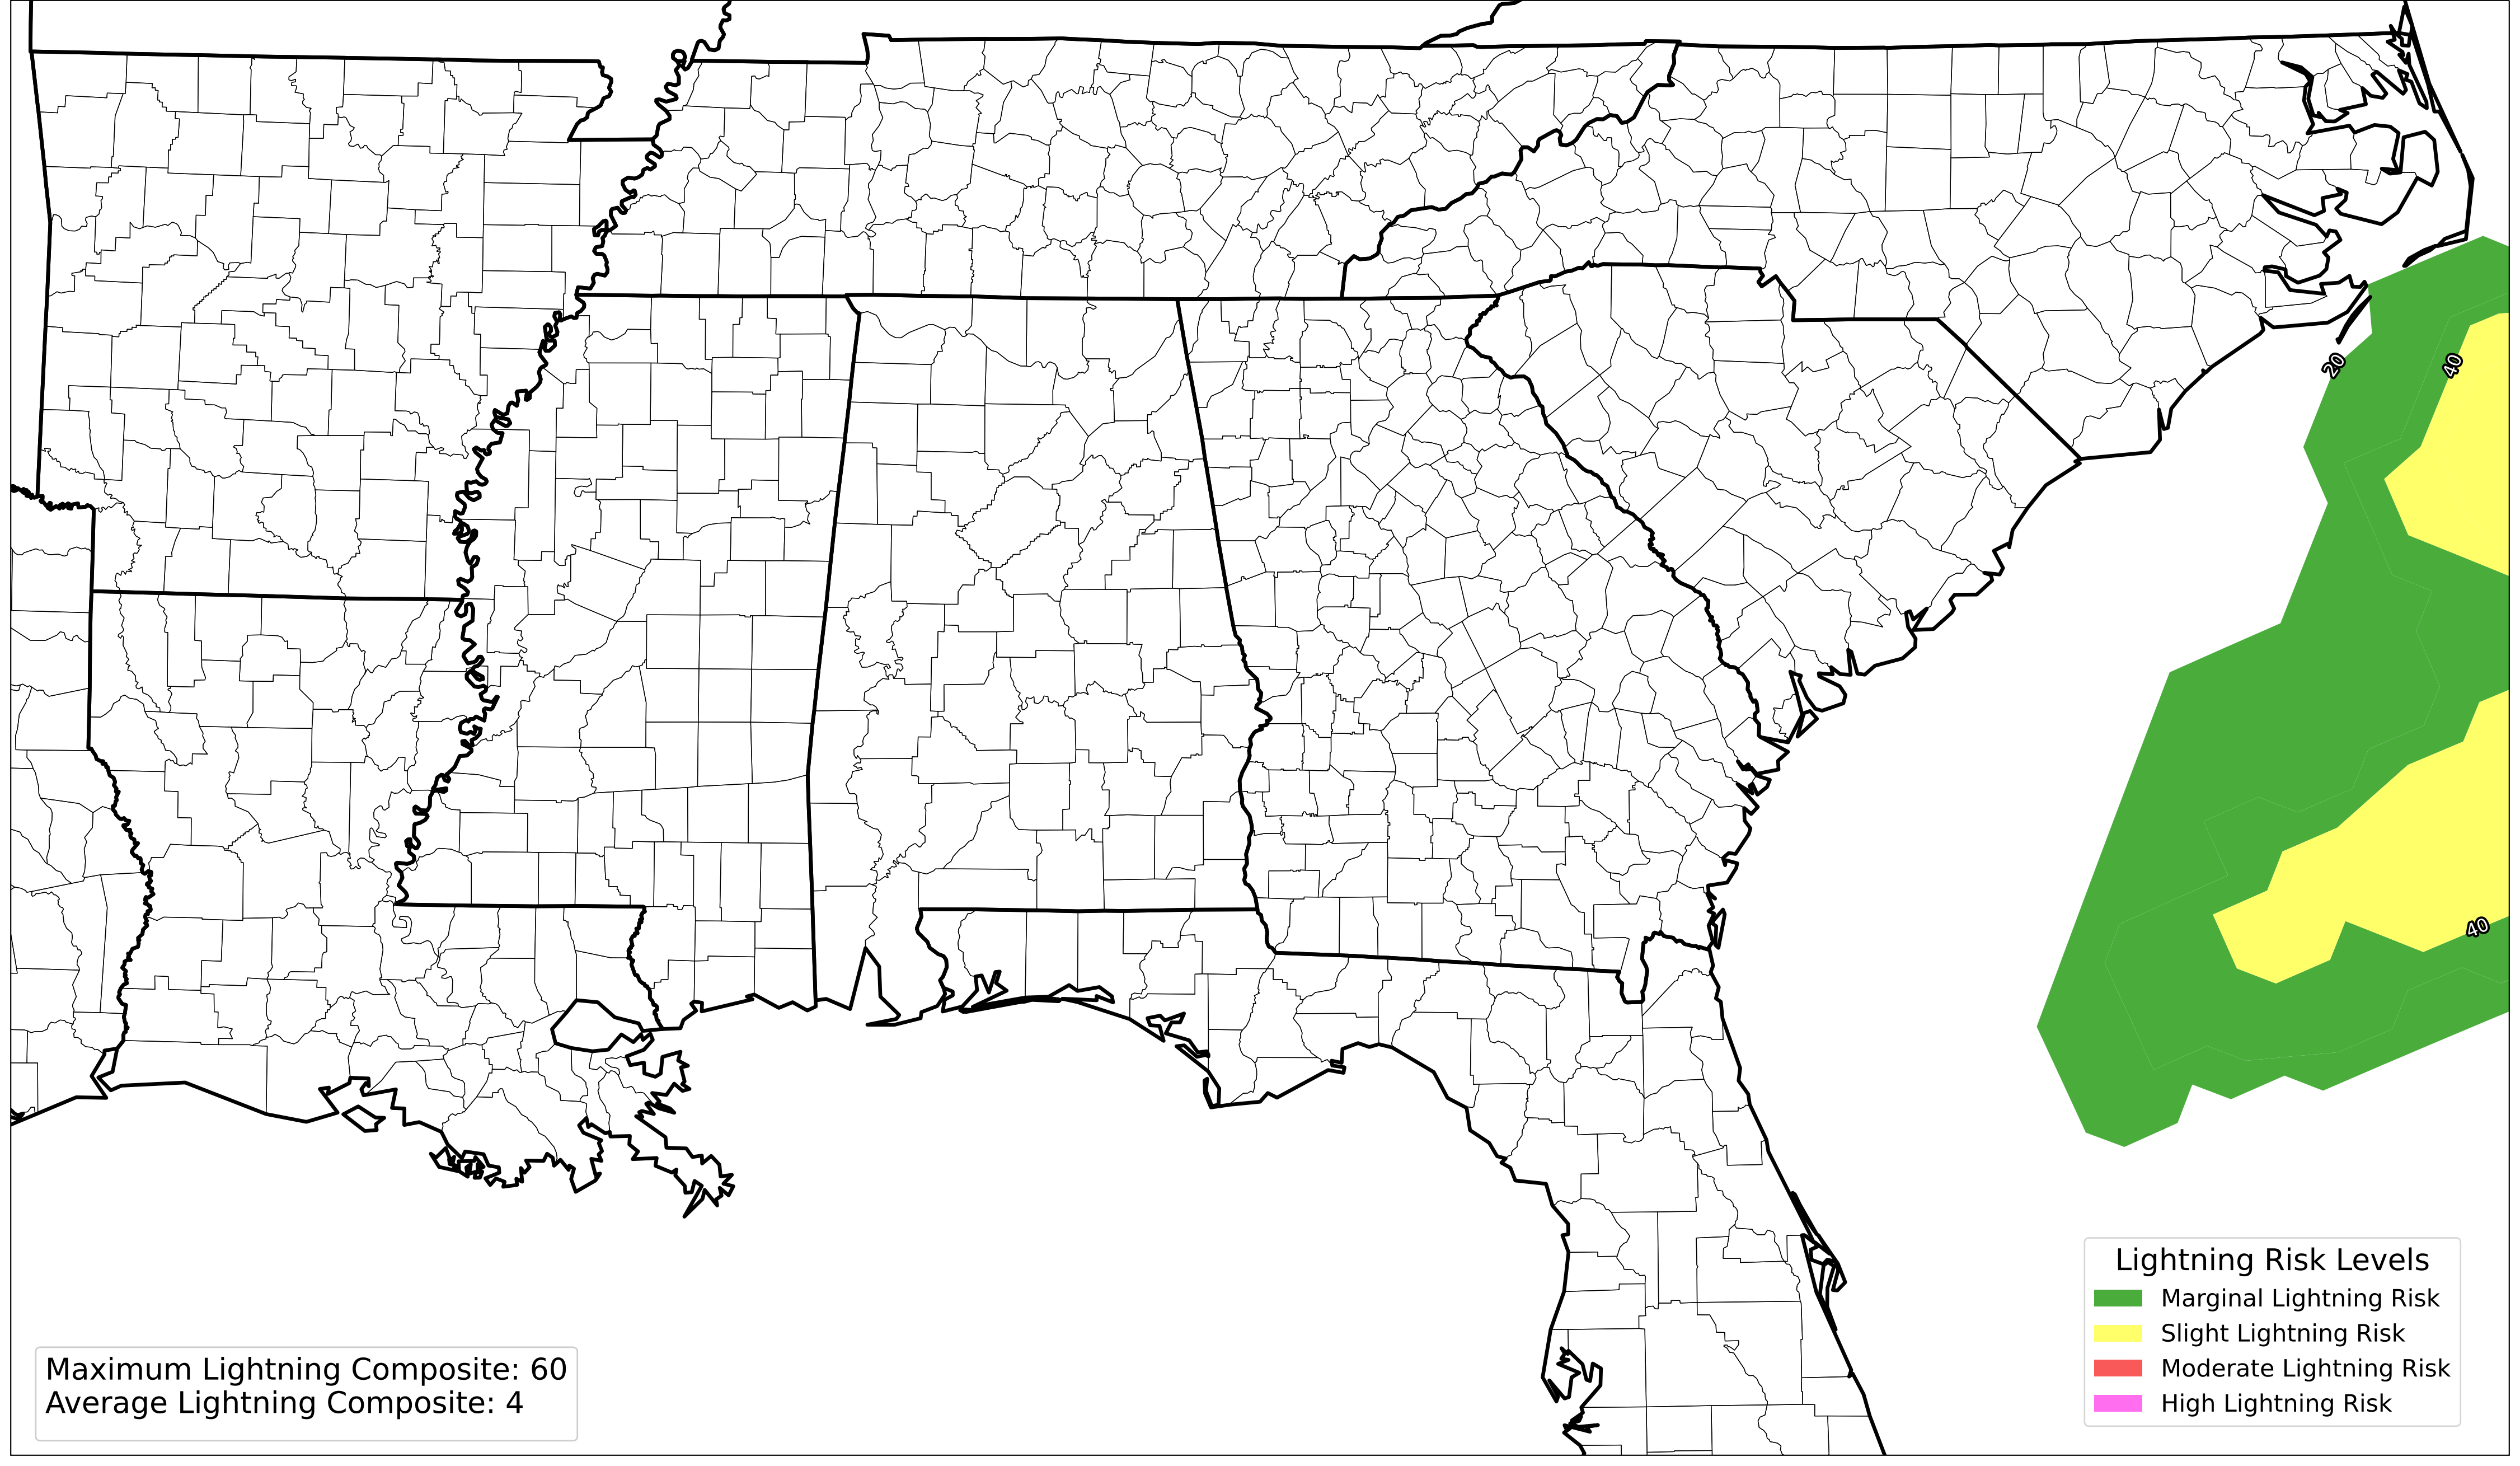 20
40
40
Lightning Risk Levels
Marginal Lightning Risk
Slight Lightning Risk
Moderate Lightning Risk
High Lightning Risk
Maximum Lightning Composite: 60
Average Lightning Composite: 4